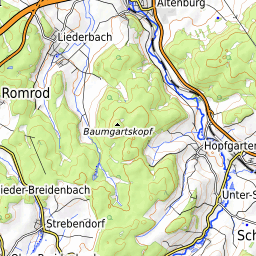 Altenburg
Liederbach
Romrod
Baumgartskopf
Hopfgarten
ieder-Breidenbach
Unter-S
Strebendorf
Sch